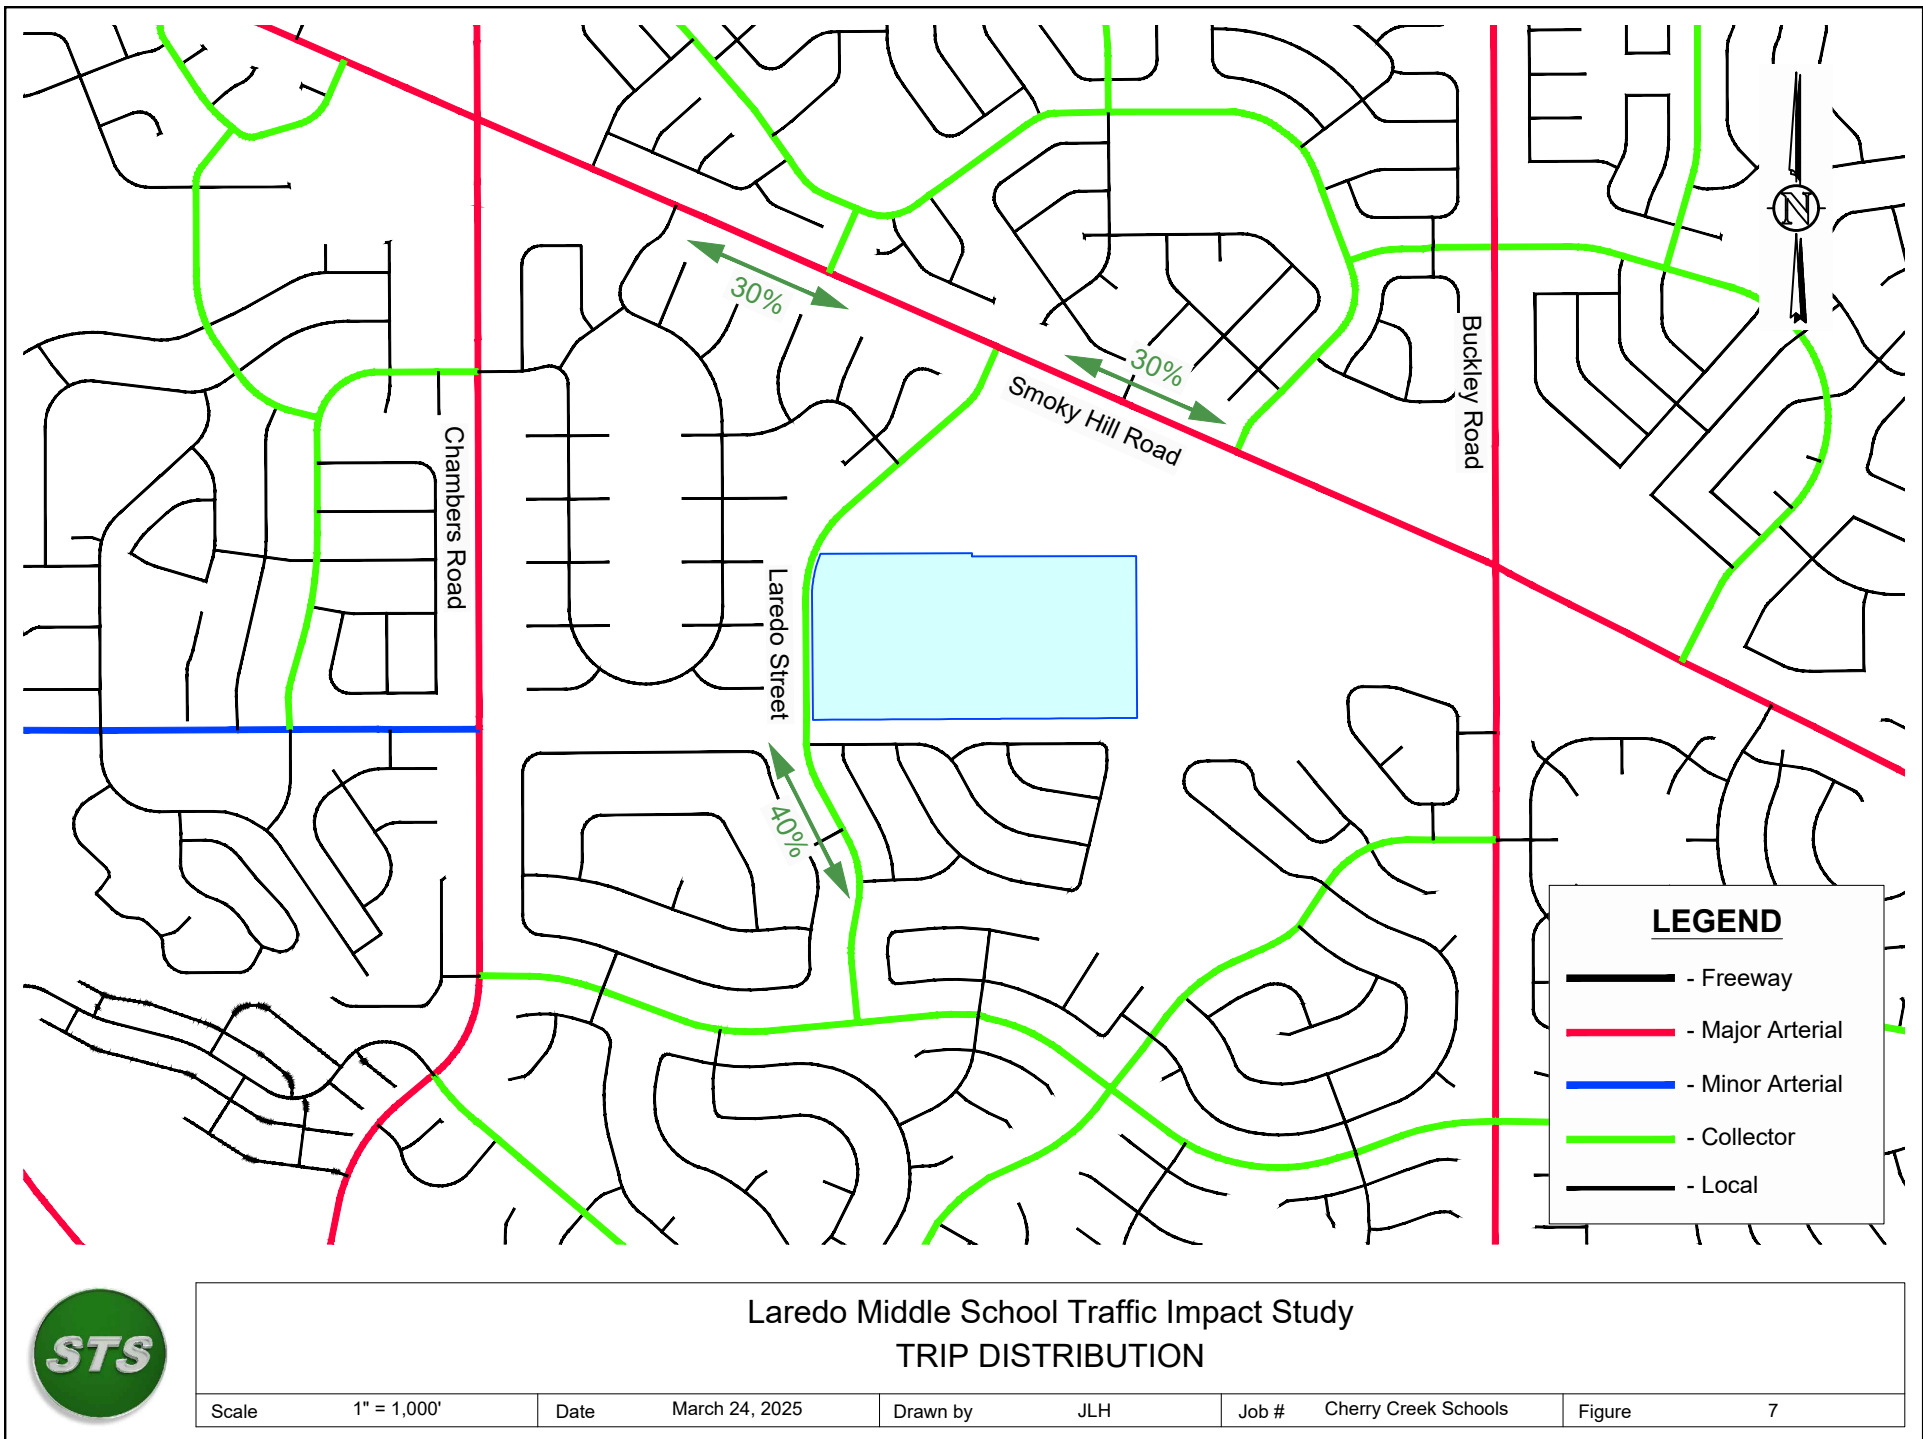 30%
30%
Smoky Hill Road
Buckley Road
Chambers Road
Laredo Street
40%
N
LEGEND
- Freeway
- Major Arterial
- Minor Arterial
- Collector
- Local
STS
Laredo Middle School Traffic Impact Study
TRIP DISTRIBUTION
Scale 1" = 1,000' Date March 24, 2025 Drawn by JLH Job # Cherry Creek Schools Figure 7